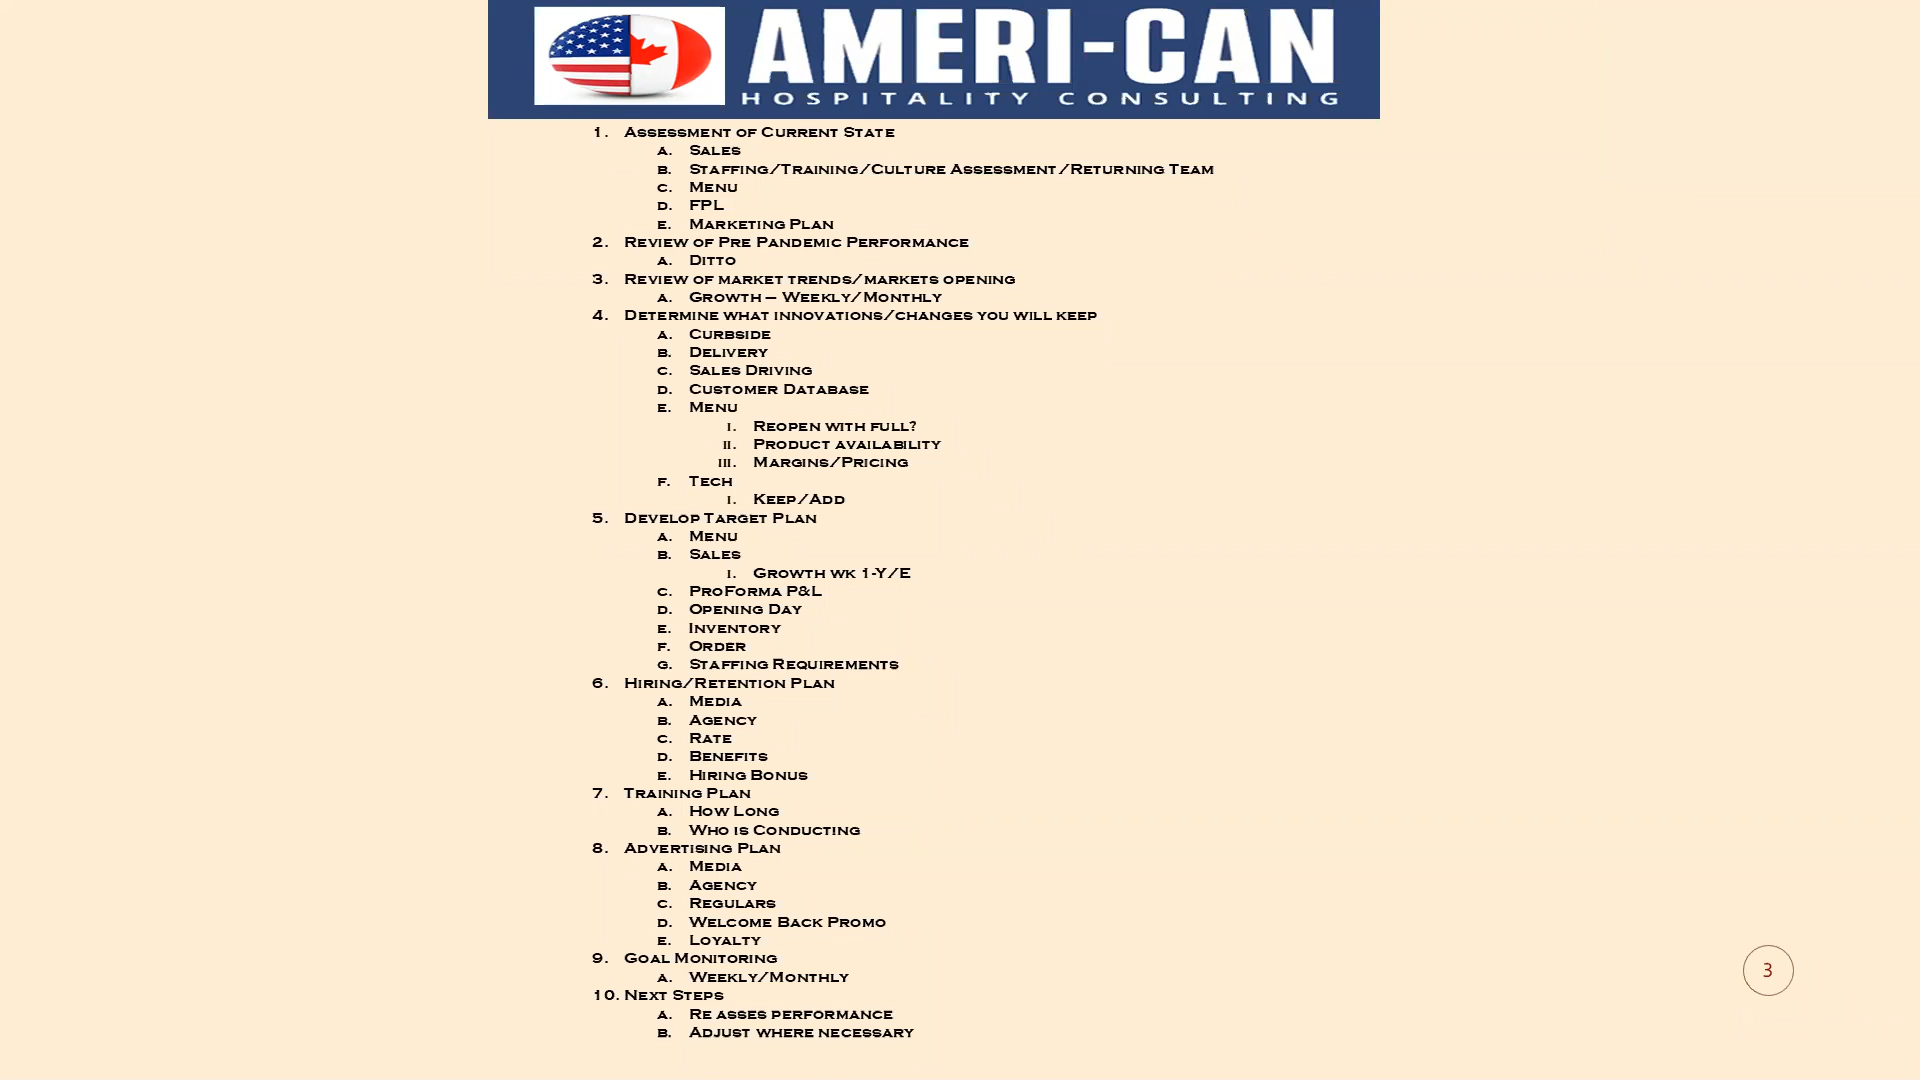 AMERI-CAN
HOSPITALITY CONSULTING
1. Assessment of Current State
A. Sales
B. Staffing/Training/Culture Assessment/Returning Team
C. Menu
D. FPL
E. Marketing Plan
2. Review of Pre Pandemic Performance
A. Ditto
3. Review of market trends/markets opening
A. Growth – Weekly/Monthly
4. Determine what innovations/changes you will keep
A. Curbside
B. Delivery
C. Sales Driving
D. Customer Database
E. Menu
I. Reopen with full?
II. Product availability
III. Margins/Pricing
F. Tech
I. Keep/Add
5. Develop Target Plan
A. Menu
B. Sales
I. Growth wk 1-Y/E
C. ProForma P&L
D. Opening Day
E. Inventory
F. Order
G. Staffing Requirements
6. Hiring/Retention Plan
A. Media
B. Agency
C. Rate
D. Benefits
E. Hiring Bonus
7. Training Plan
A. How Long
B. Who is Conducting
8. Advertising Plan
A. Media
B. Agency
C. Regulars
D. Welcome Back Promo
E. Loyalty
9. Goal Monitoring
A. Weekly/Monthly
10. Next Steps
A. Re asses performance
B. Adjust where necessary
3